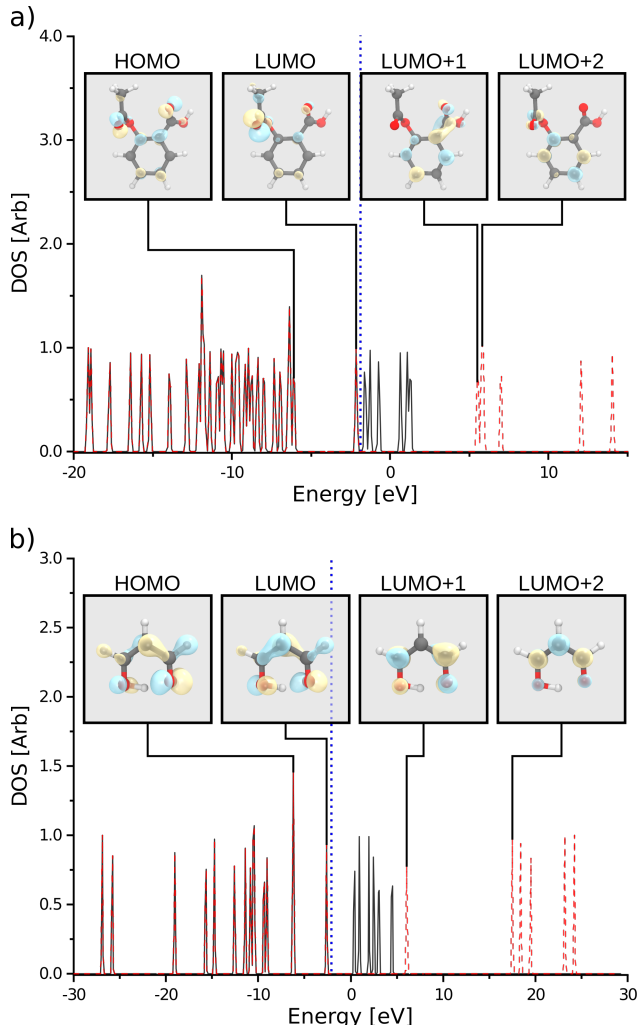 a)
4.0
HOMO LUMO LUMO+1 LUMO+2
3.0
DOS [Arb]
2.0
1.0
0.0
-20 -10 0 10
Energy [eV]
b)
3.0
HOMO LUMO LUMO+1 LUMO+2
2.5
2.0
DOS [Arb]
1.5
1.0
0.5
0.0
-30 -20 -10 0 10 20 30
Energy [eV]